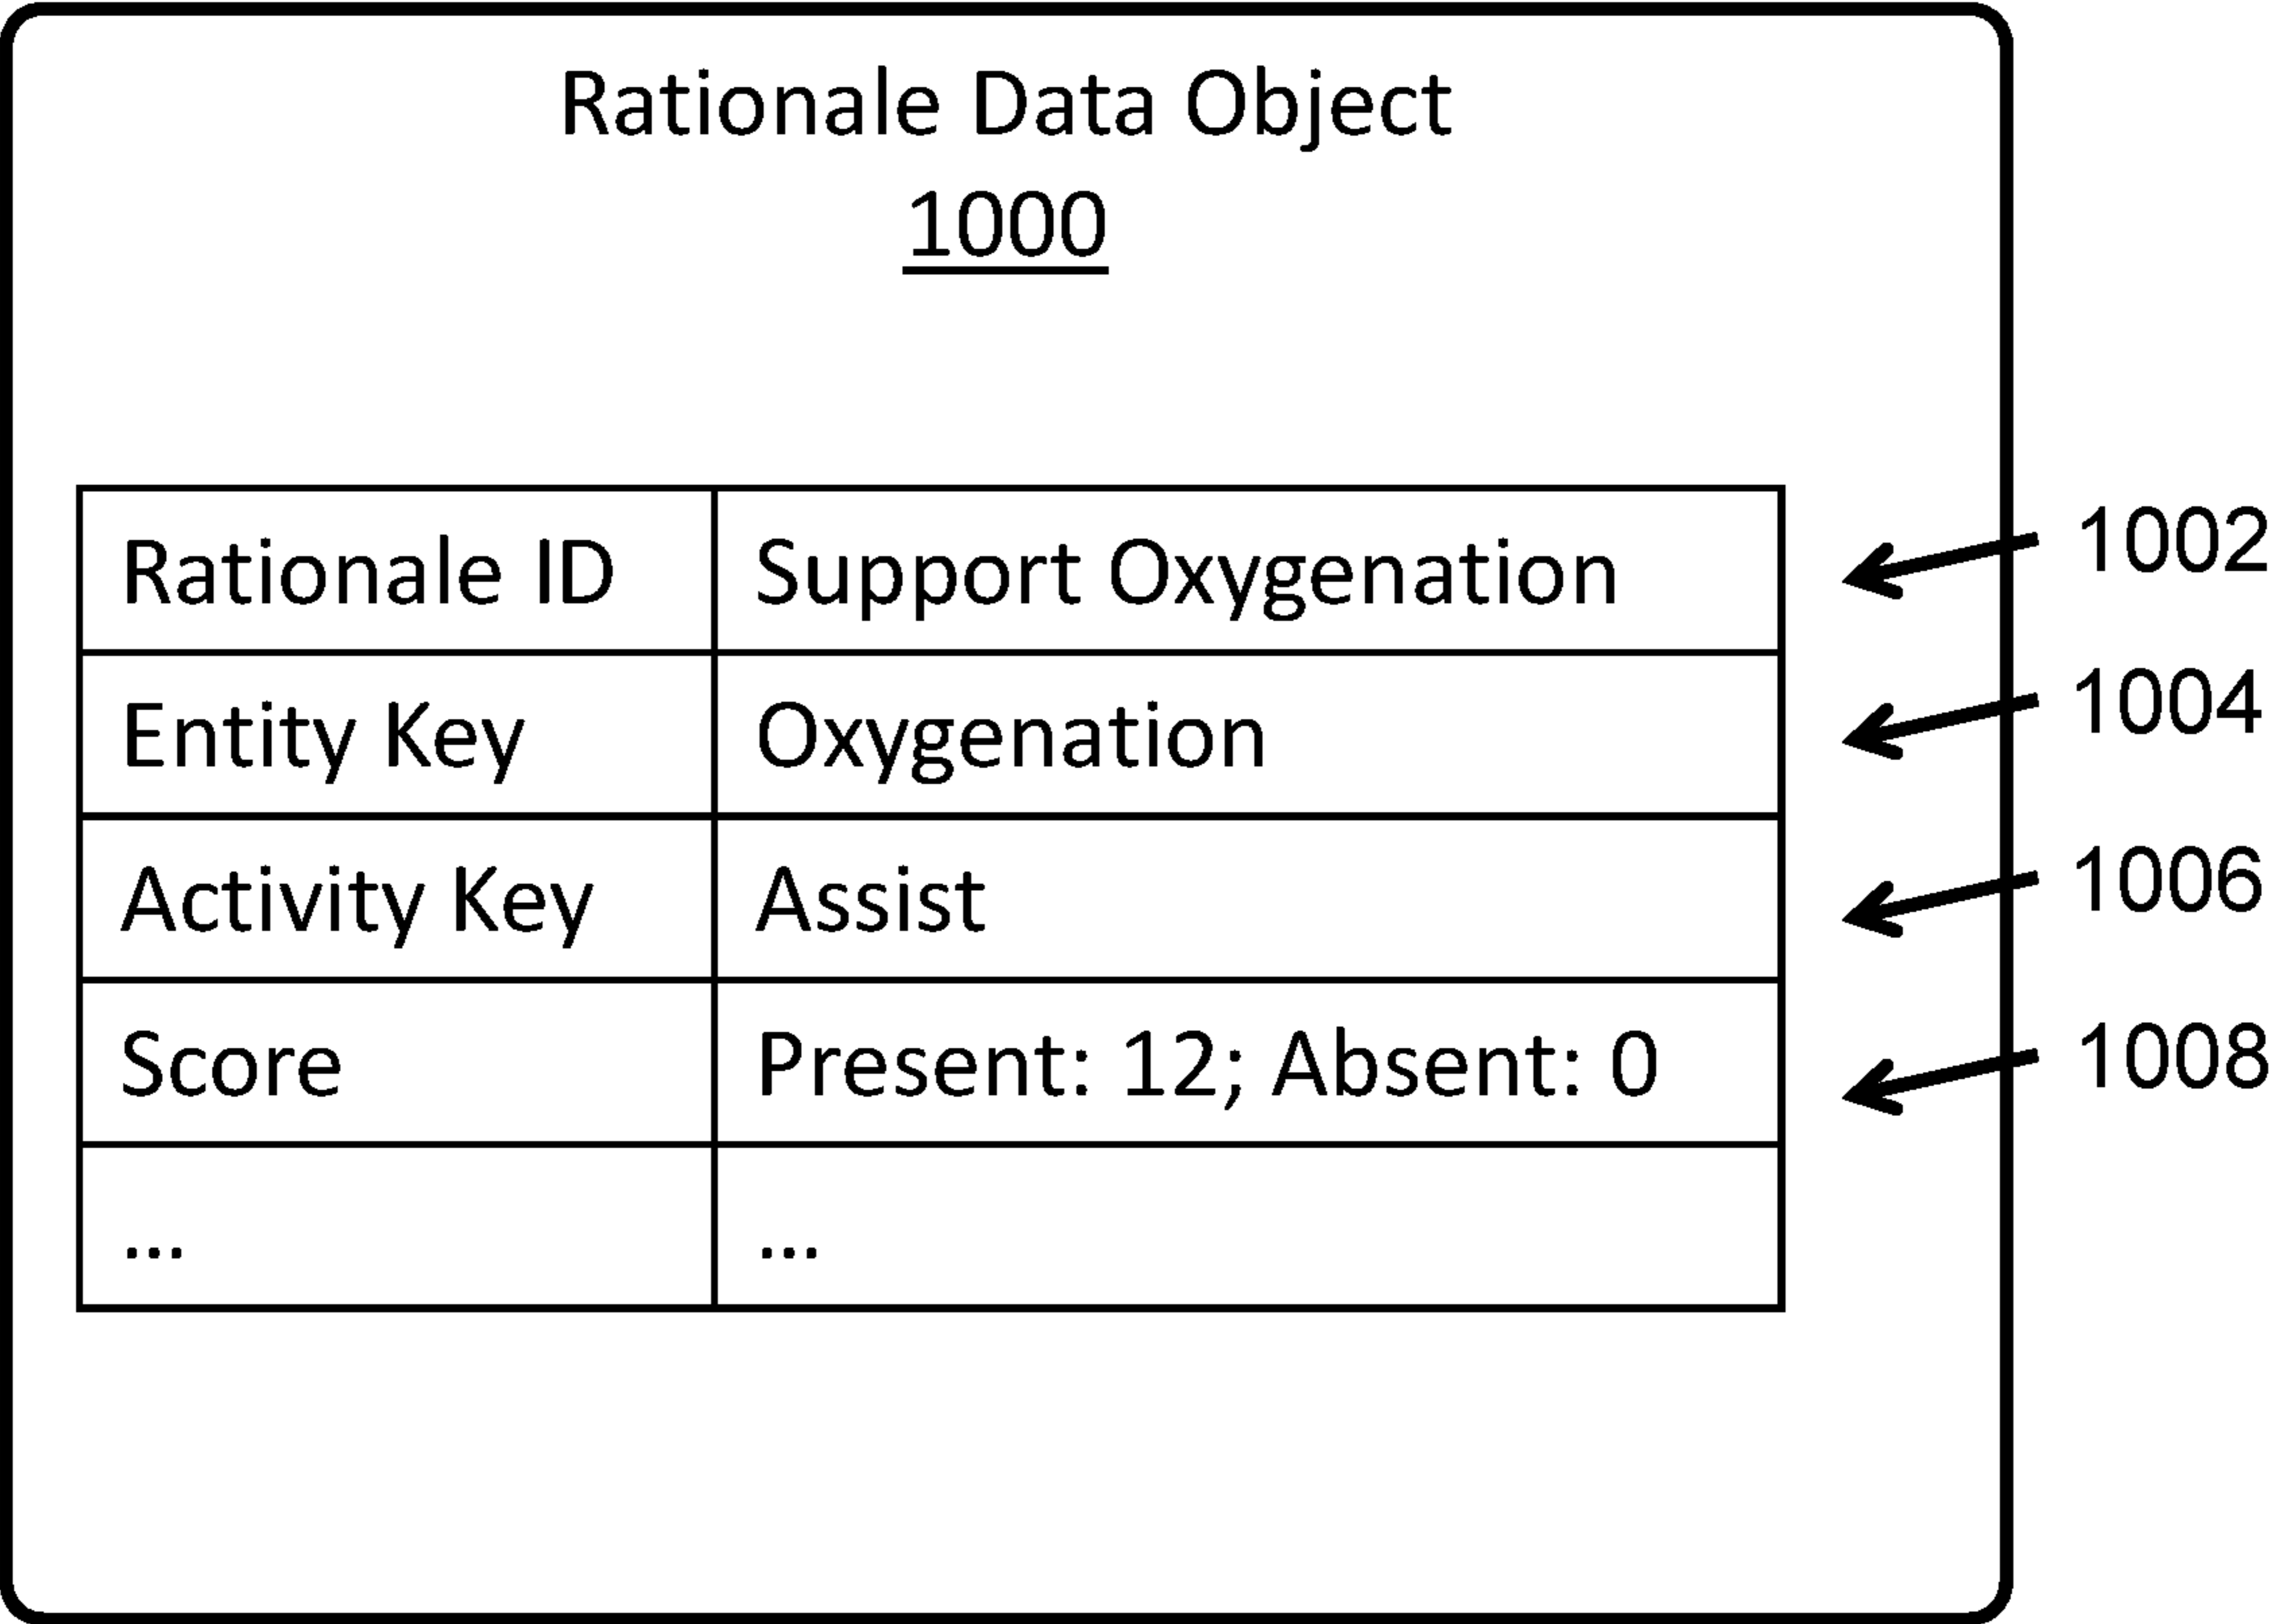 Rationale Data Object
1000
Rationale ID Support Oxygenation 1002
Entity Key Oxygenation 1004
Activity Key Assist 1006
Score Present: 12; Absent: 0 1008
... ...